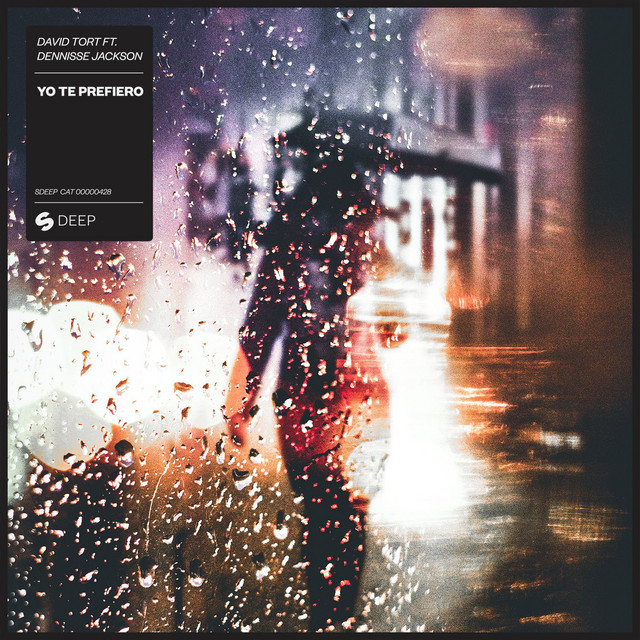 DAVID TORT FT.
DENNISSE JACKSON
YO TE PREFIERO
SDEEP CAT 00000428
DEEP